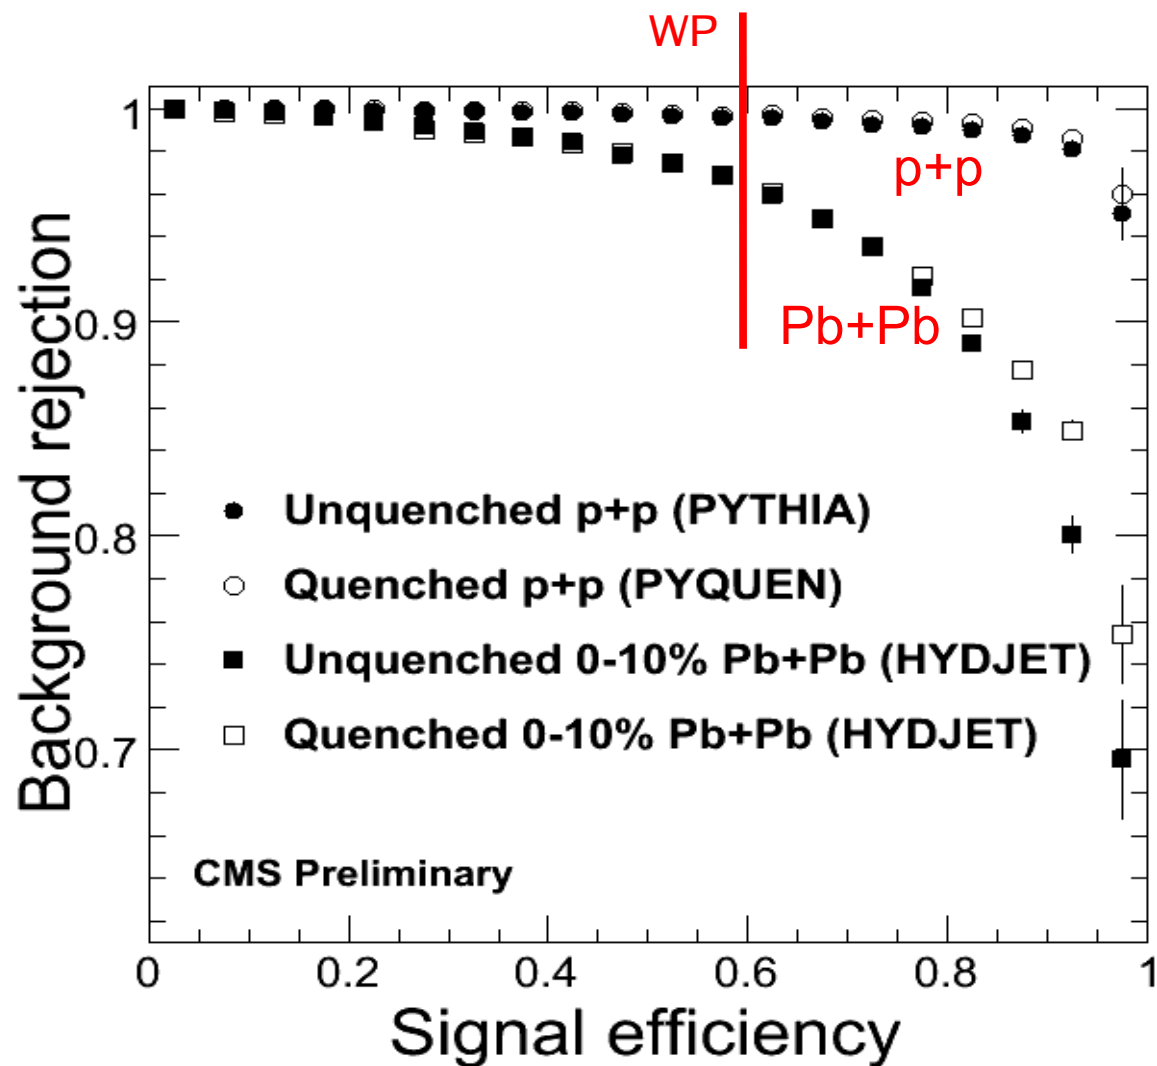 WP
1
0.9
0.8
0.7
Background rejection
p+p
Pb+Pb
Unquenched p+p (PYTHIA)
Quenched p+p (PYQUEN)
Unquenched 0-10% Pb+Pb (HYDJET)
Quenched 0-10% Pb+Pb (HYDJET)
CMS Preliminary
0 0.2 0.4 0.6 0.8 1
Signal efficiency